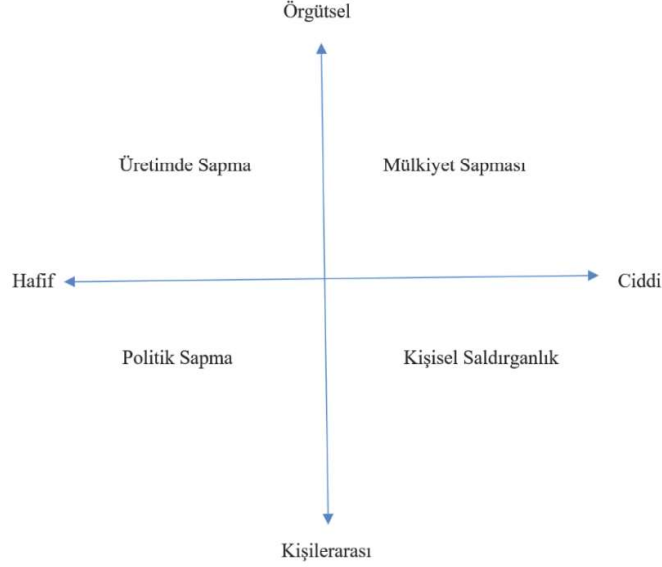 Örgütsel
Üretimde Sapma
Mülkiyet Sapması
Hafif
Ciddi
Politik Sapma
Kişisel Saldırganlık
Kişilerarası